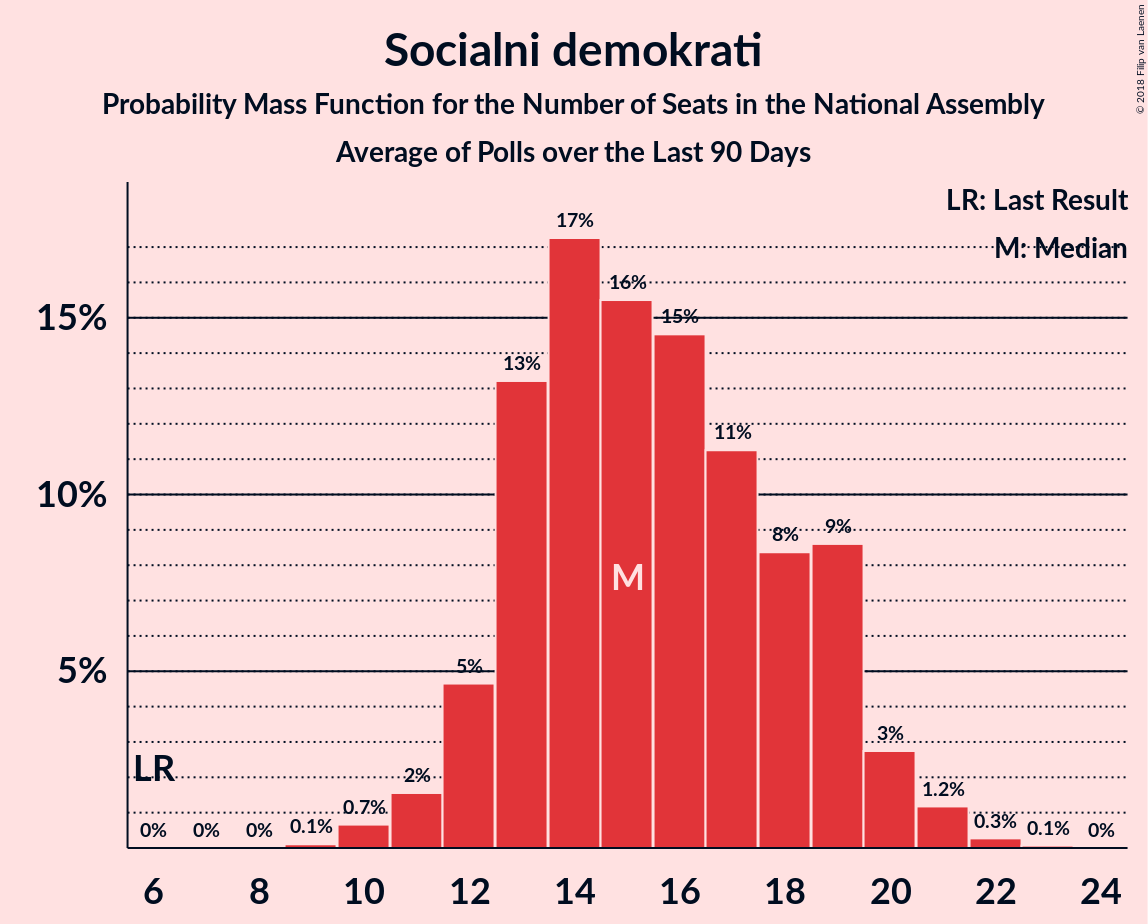 Socialni demokrati
Probability Mass Function for the Number of Seats in the National Assembly
Average of Polls over the Last 90 Days
© 2018 Filip van Laenen
LR: Last Result
M: Median
17%
16%
15%
15%
13%
11%
10%
9%
8%
M
5%
5%
3%
LR
2%
1.2%
0.7%
0.3%
0% 0% 0% 0.1% 0.1% 0%
6 8 10 12 14 16 18 20 22 24